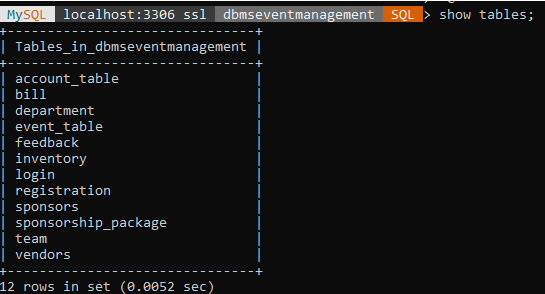 MySQL localhost:3306 ssl dbmseventmanagement SQL > show tables;
+------------------------------+
| Tables_in_dbmseventmanagement |
+------------------------------+
| account_table |
| bill |
| department |
| event_table |
| feedback |
| inventory |
| login |
| registration |
| sponsors |
| sponsorship_package |
| team |
| vendors |
+------------------------------+
12 rows in set (0.0052 sec)